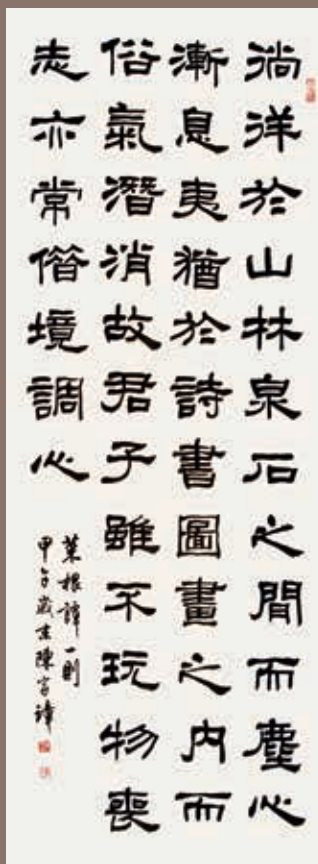 徜徉於山林泉石之間而塵心
漸息夷猶於詩書圖畫之內而
俗氣潛消故君子雖不玩物喪
志亦常借境調心
菜根譚一則
甲午歲陳